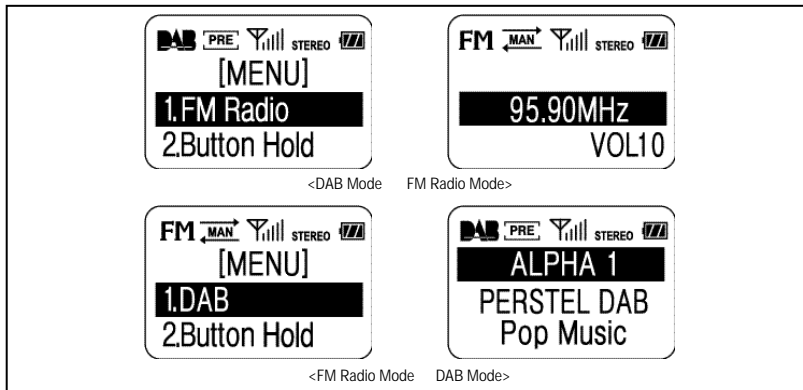 DAB PRE STEREO
[MENU]
1.FM Radio
2.Button Hold
FM MAN STEREO
95.90MHz
VOL10
<DAB Mode FM Radio Mode>
FM MAN STEREO
[MENU]
1.DAB
2.Button Hold
DAB PRE STEREO
ALPHA 1
PERSTEL DAB
Pop Music
<FM Radio Mode DAB Mode>